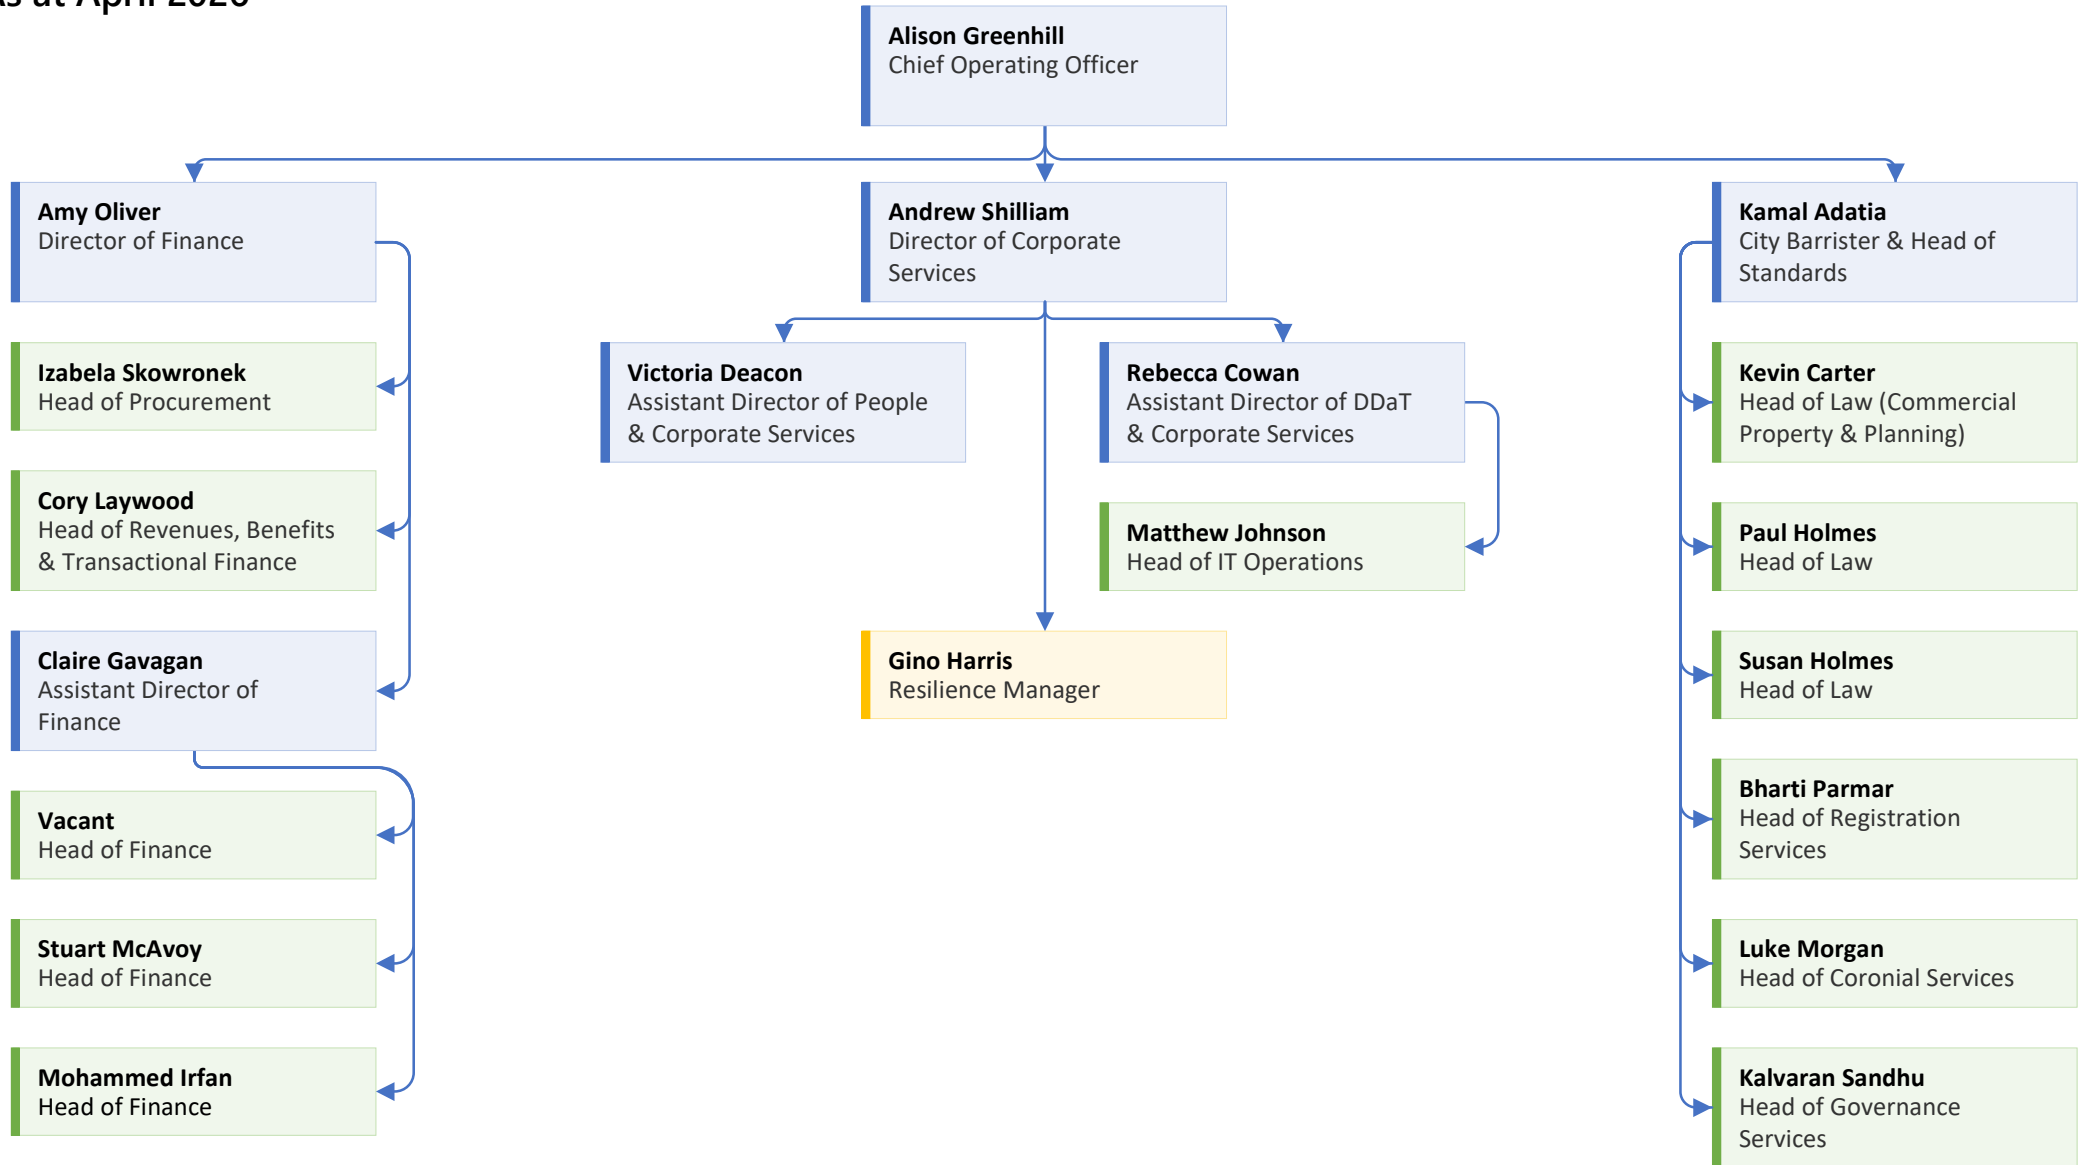 As at April 2026
Alison Greenhill
Chief Operating Officer
Amy Oliver
Director of Finance
Andrew Shilliam
Director of Corporate
Services
Kamal Adatia
City Barrister & Head of
Standards
Izabela Skowronek
Head of Procurement
Victoria Deacon
Assistant Director of People
& Corporate Services
Rebecca Cowan
Assistant Director of DDaT
& Corporate Services
Kevin Carter
Head of Law (Commercial
Property & Planning)
Cory Laywood
Head of Revenues, Benefits
& Transactional Finance
Matthew Johnson
Head of IT Operations
Paul Holmes
Head of Law
Claire Gavagan
Assistant Director of
Finance
Gino Harris
Resilience Manager
Susan Holmes
Head of Law
Vacant
Head of Finance
Bharti Parmar
Head of Registration
Services
Stuart McAvoy
Head of Finance
Luke Morgan
Head of Coronial Services
Mohammed Irfan
Head of Finance
Kalvaran Sandhu
Head of Governance
Services